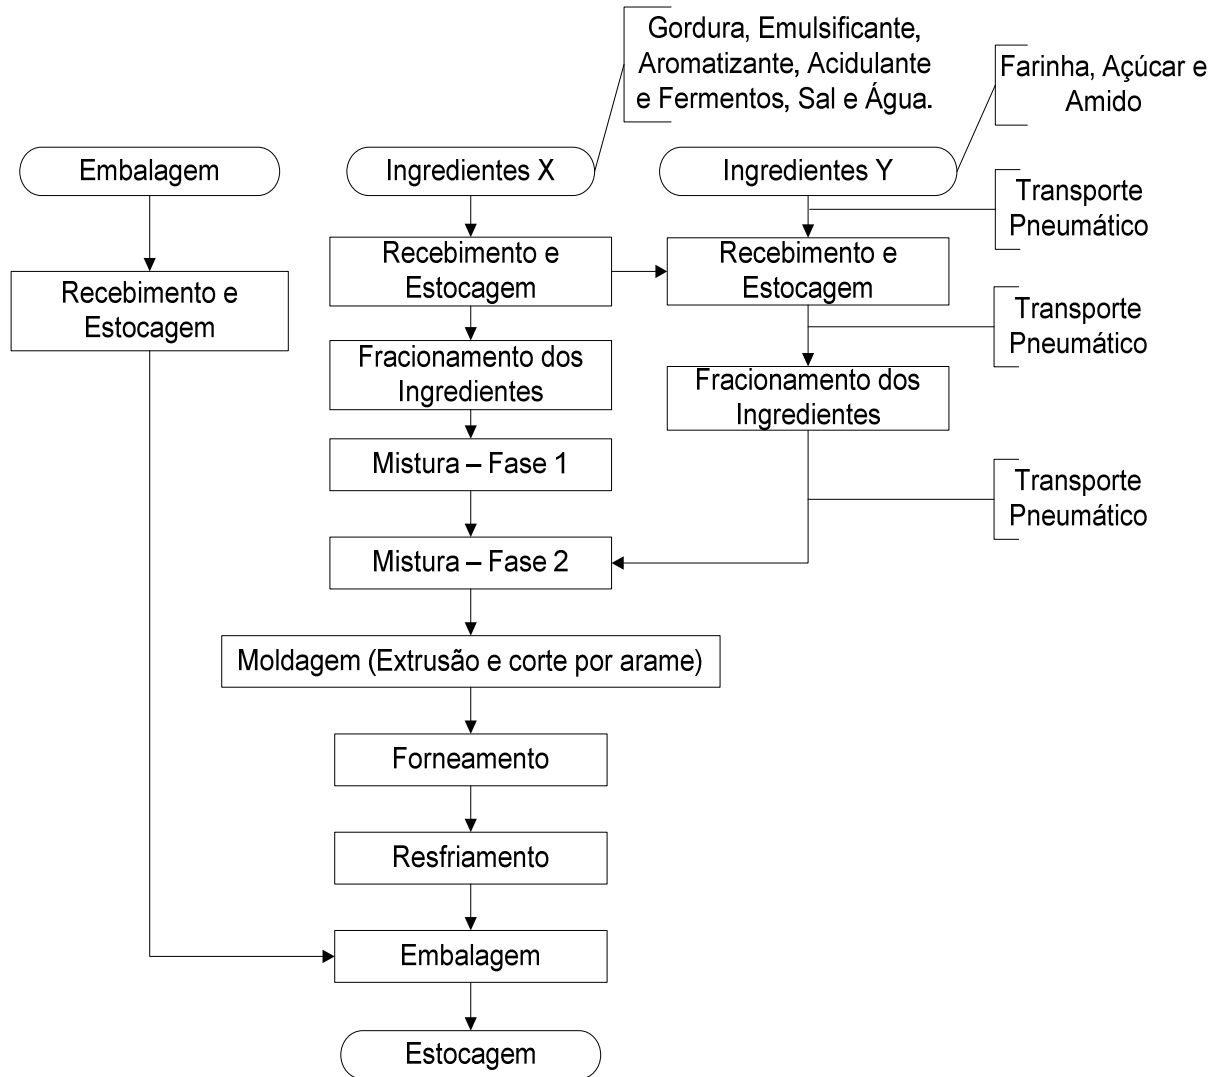 Gordura, Emulsificante,
Aromatizante, Acidulante
e Fermentos, Sal e Água.
Farinha, Açúcar e
Amido
Embalagem
Ingredientes X
Ingredientes Y
Transporte
Pneumático
Recebimento e
Estocagem
Recebimento e
Estocagem
Recebimento e
Estocagem
Transporte
Pneumático
Fracionamento dos
Ingredientes
Fracionamento dos
Ingredientes
Mistura – Fase 1
Transporte
Pneumático
Mistura – Fase 2
Moldagem (Extrusão e corte por arame)
Forneamento
Resfriamento
Embalagem
Estocagem